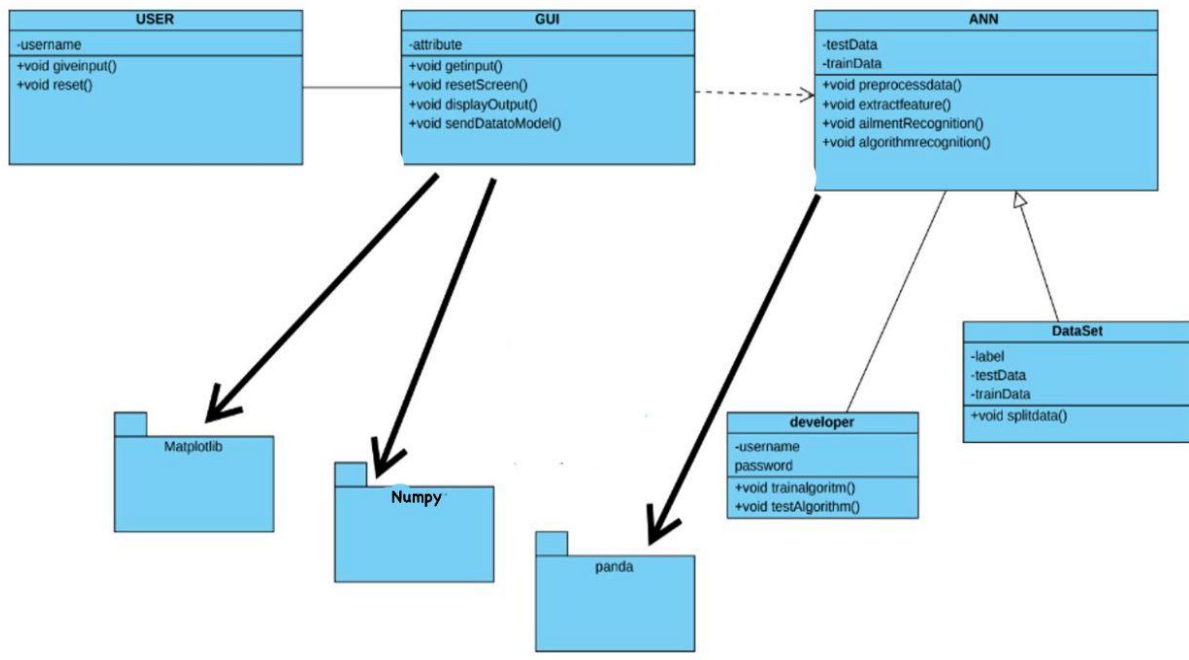 USER
-username
+void giveinput()
+void reset()
GUI
-attribute
+void getinput()
+void resetScreen()
+void displayOutput()
+void sendDatatoModel()
ANN
-testData
-trainData
+void preprocessdata()
+void extractfeature()
+void ailmentRecognition()
+void algorithmrecognition()
DataSet
-label
-testData
-trainData
+void splitdata()
developer
-username
password
+void trainalgoritm()
+void testAlgorithm()
Matplotlib
Numpy
panda